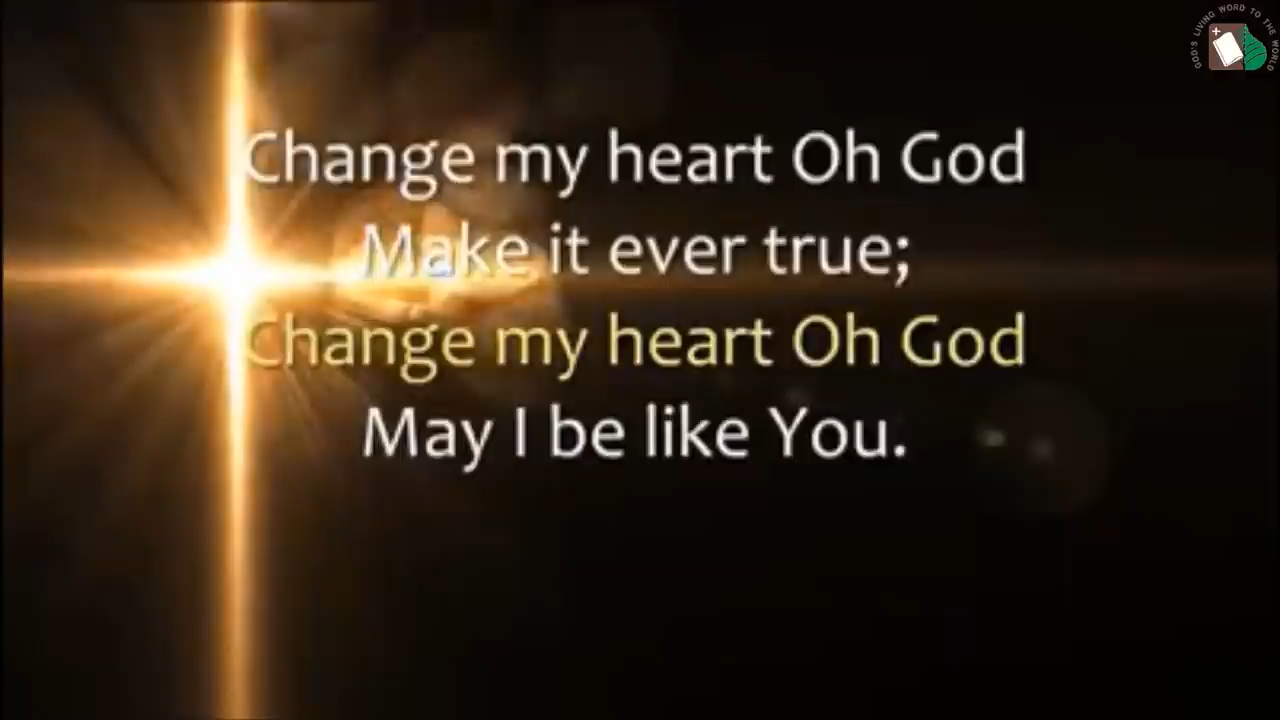 Change my heart Oh God
Make it ever true;
Change my heart Oh God
May I be like You.
GOD'S LIVING WORD TO THE WORLD